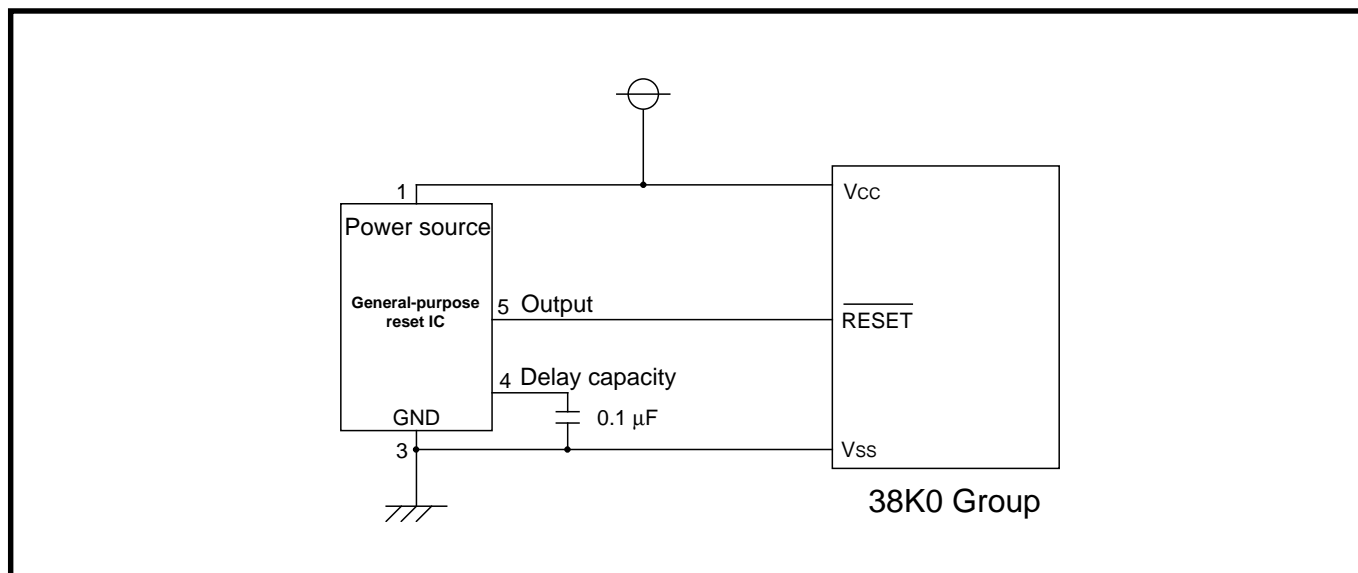 1
Vcc
Power source
General-purpose
reset IC
5 Output
RESET
4 Delay capacity
0.1 μF
GND
3
Vss
38K0 Group